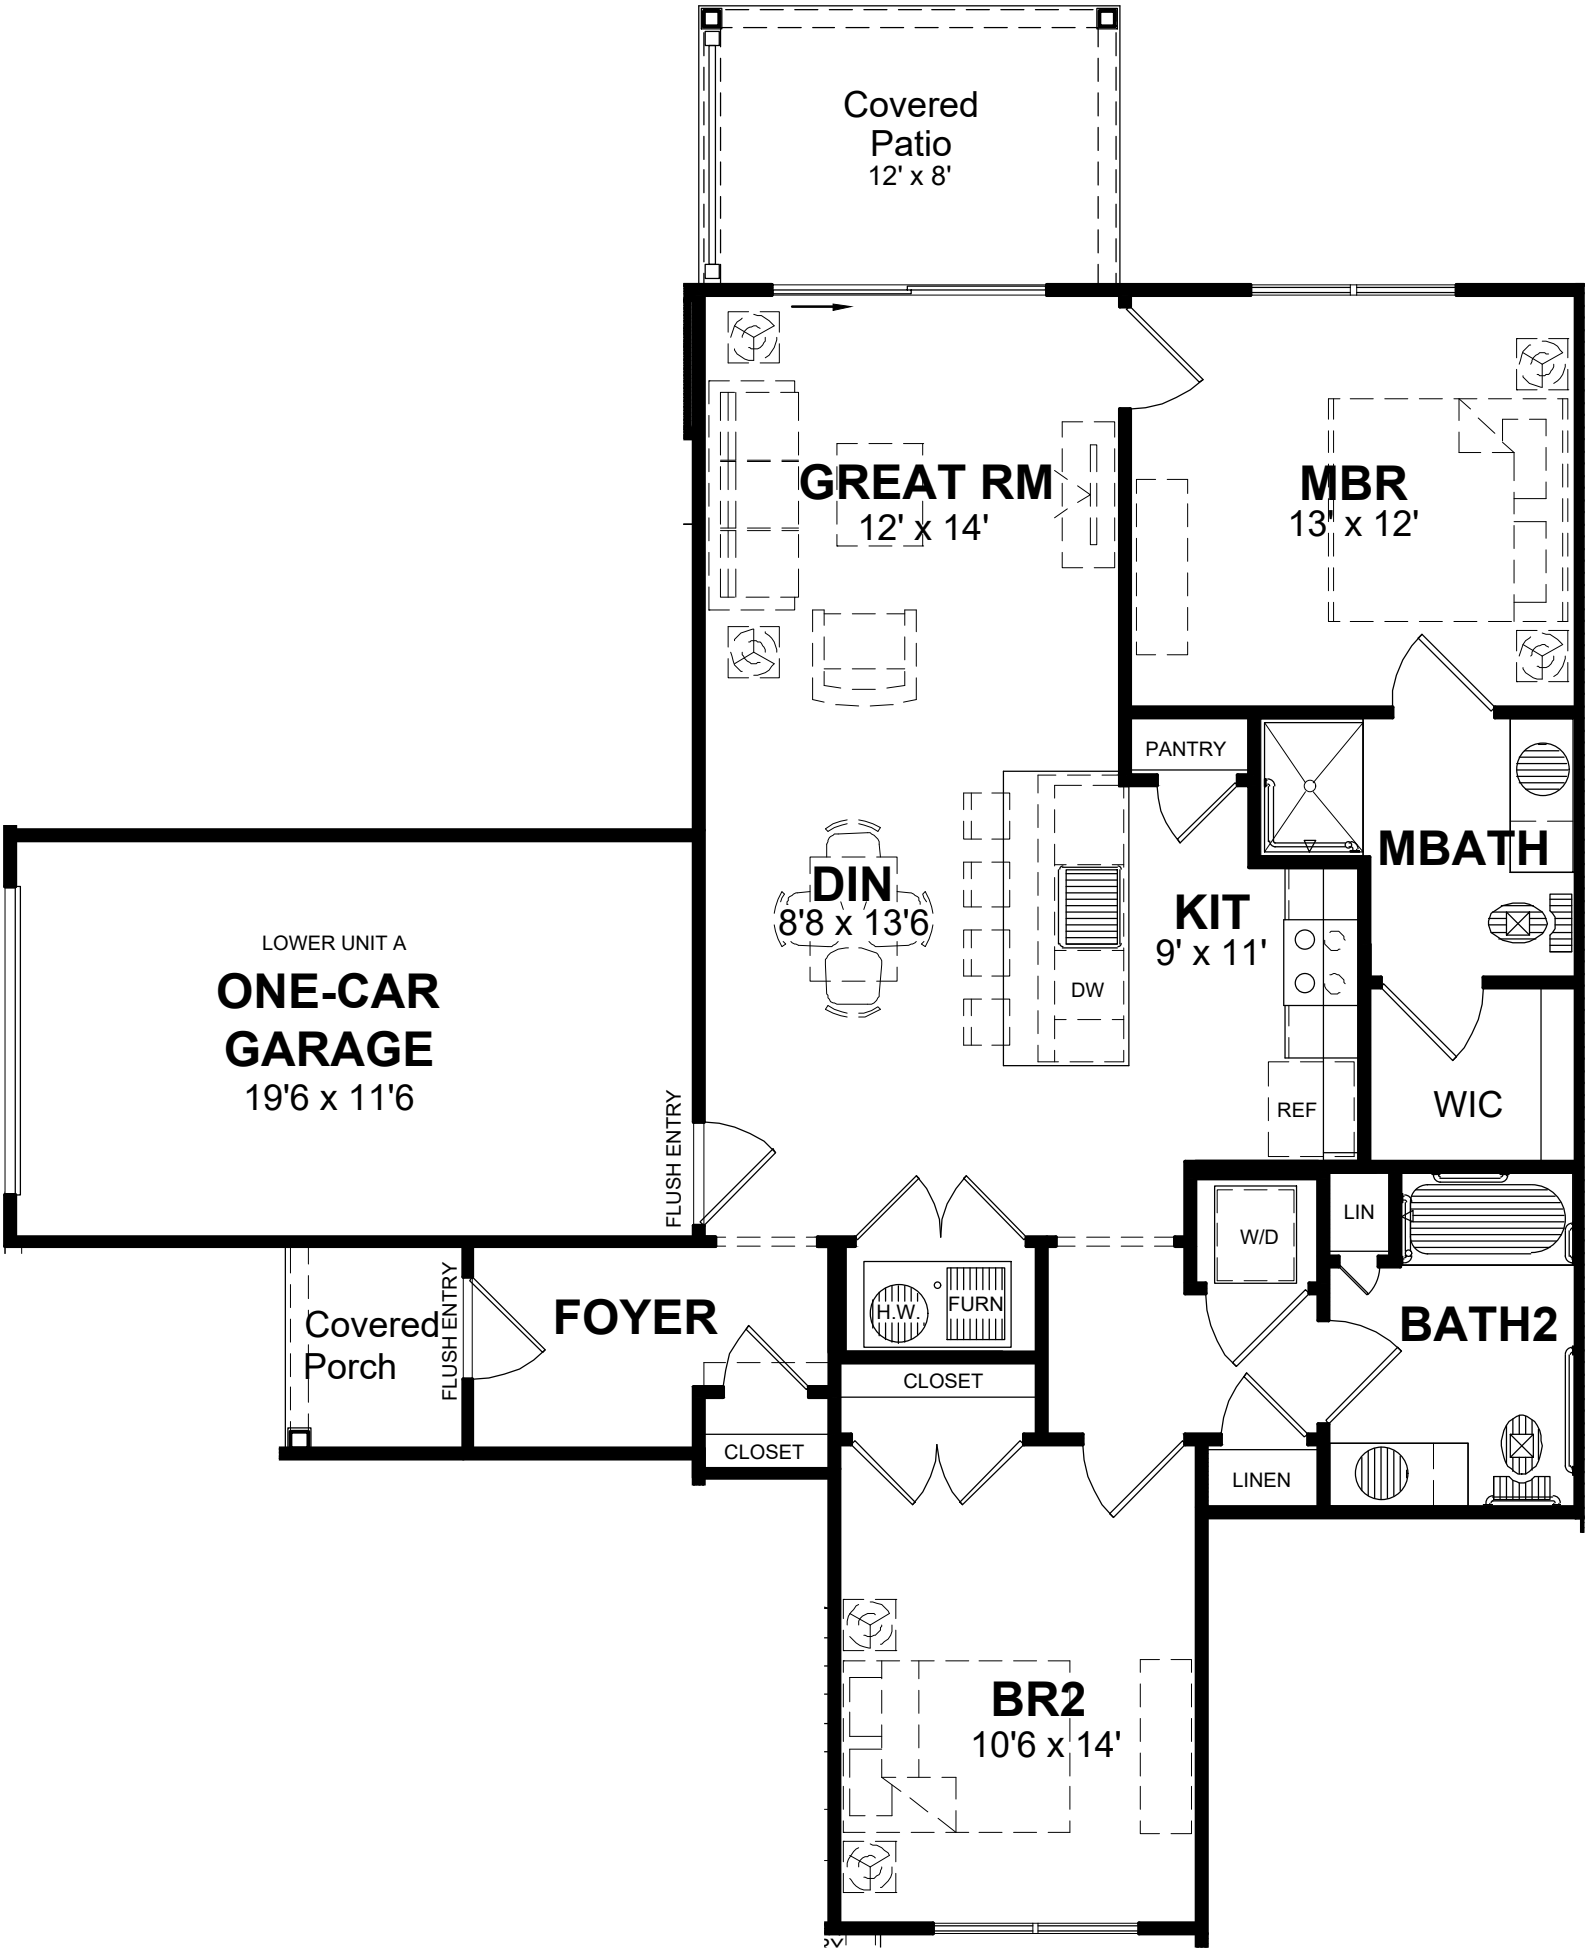 Covered
Patio
12' x 8'
GREAT RM
12' x 14'
MBR
13' x 12'
PANTRY
MBATH
DIN
8'8 x 13'6
KIT
9' x 11'
DW
LOWER UNIT A
ONE-CAR
GARAGE
19'6 x 11'6
FLUSH ENTRY
REF
WIC
LIN
W/D
H.W.
FURN
FOYER
Covered
Porch
FLUSH ENTRY
BATH2
CLOSET
CLOSET
LINEN
BR2
10'6 x 14'